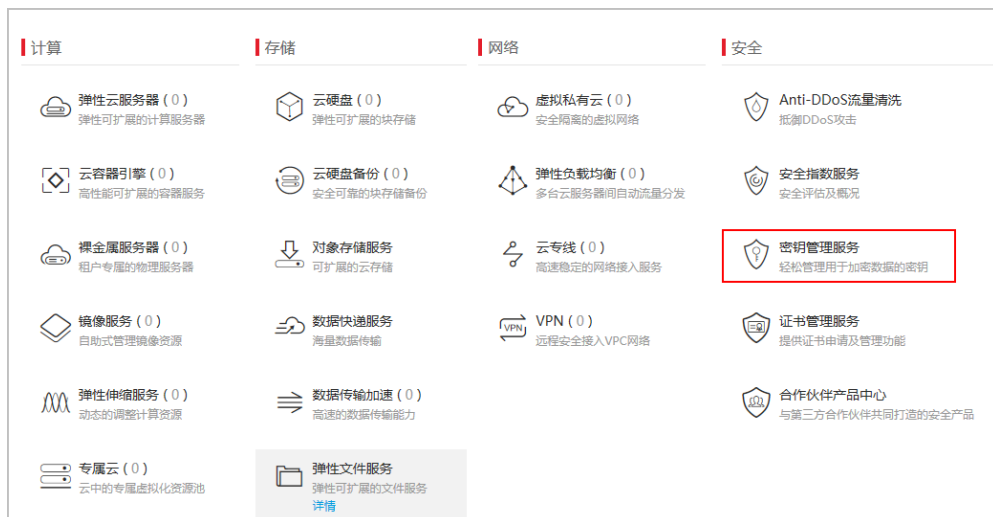 计算
弹性云服务器 ( 0 )
弹性可扩展的计算服务器
云容器引擎 ( 0 )
高性能可扩展的容器服务
裸金属服务器 ( 0 )
租户专属的物理服务器
镜像服务 ( 0 )
自助式管理镜像资源
弹性伸缩服务 ( 0 )
动态的调整计算资源
专属云 ( 0 )
云中的专属虚拟化资源池
存储
云硬盘 ( 0 )
弹性可扩展的块存储
云硬盘备份 ( 0 )
安全可靠的块存储备份
对象存储服务
可扩展的云存储
数据快递服务
海量数据传输
数据传输加速 ( 0 )
高速的数据传输能力
弹性文件服务
弹性可扩展的文件服务
详情
网络
虚拟私有云 ( 0 )
安全隔离的虚拟网络
弹性负载均衡 ( 0 )
多台云服务器间自动流量分发
云专线 ( 0 )
高速稳定的网络接入服务
VPN
VPN ( 0 )
远程安全接入VPC网络
安全
Anti-DDoS流量清洗
抵御DDoS攻击
安全指数服务
安全评估及概况
密钥管理服务
轻松管理用于加密数据的密钥
证书管理服务
提供证书申请及管理功能
合作伙伴产品中心
与第三方合作伙伴共同打造的安全产品